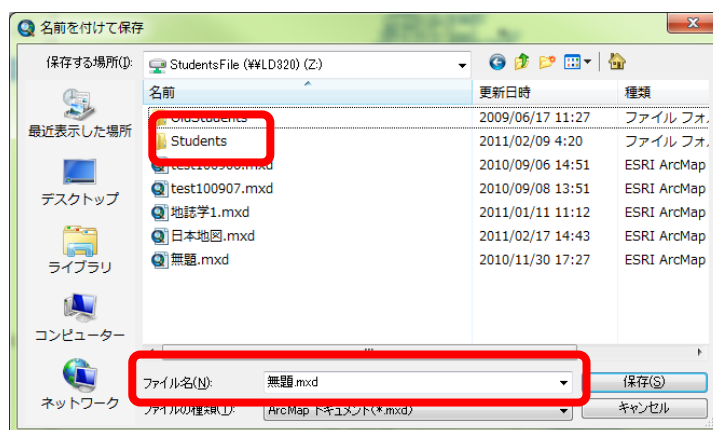 名前を付けて保存
保存する場所(I): StudentsFile (¥¥LD320) (Z:)
名前 更新日時 種類
OldStudents 2009/06/17 11:27 ファイル フォ
Students 2011/02/09 4:20 ファイル フォ
2010/09/06 14:51 ESRI ArcMap
test100907.mxd 2010/09/08 13:51 ESRI ArcMap
地誌学1.mxd 2011/01/11 11:12 ESRI ArcMap
日本地図.mxd 2011/02/17 14:43 ESRI ArcMap
無題.mxd 2010/11/30 17:27 ESRI ArcMap
最近表示した場所
デスクトップ
ライブラリ
コンピューター
ネットワーク
ファイル名(N): 無題.mxd 保存(S)
ファイルの種類(T): ArcMap ドキュメント(*.mxd) キャンセル